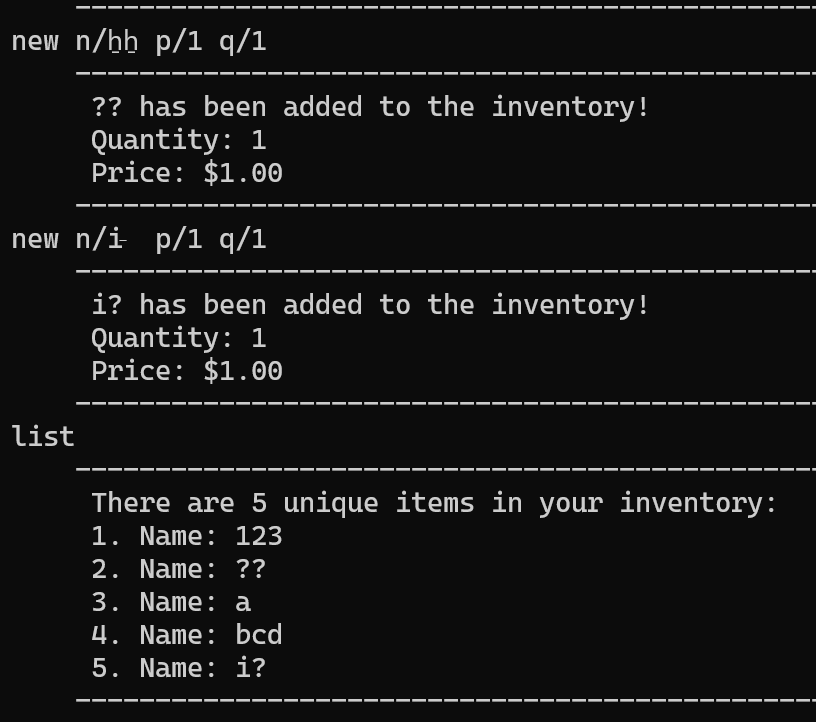 new n/ẖẖ p/1 q/1
?? has been added to the inventory!
Quantity: 1
Price: $1.00
new n/i̵ p/1 q/1
i? has been added to the inventory!
Quantity: 1
Price: $1.00
list
There are 5 unique items in your inventory:
1. Name: 123
2. Name: ??
3. Name: a
4. Name: bcd
5. Name: i?